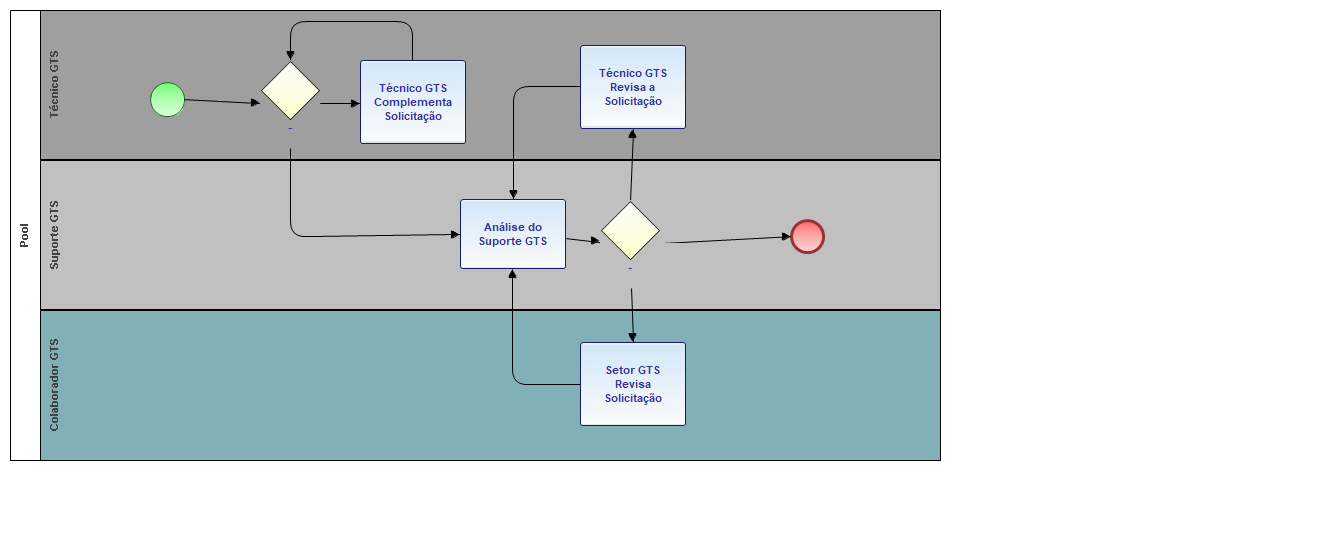 Pool
Técnico GTS
Técnico GTS
Complementa
Solicitação
-
Técnico GTS
Revisa a
Solicitação
Suporte GTS
Análise do
Suporte GTS
-
Colaborador GTS
Setor GTS
Revisa
Solicitação